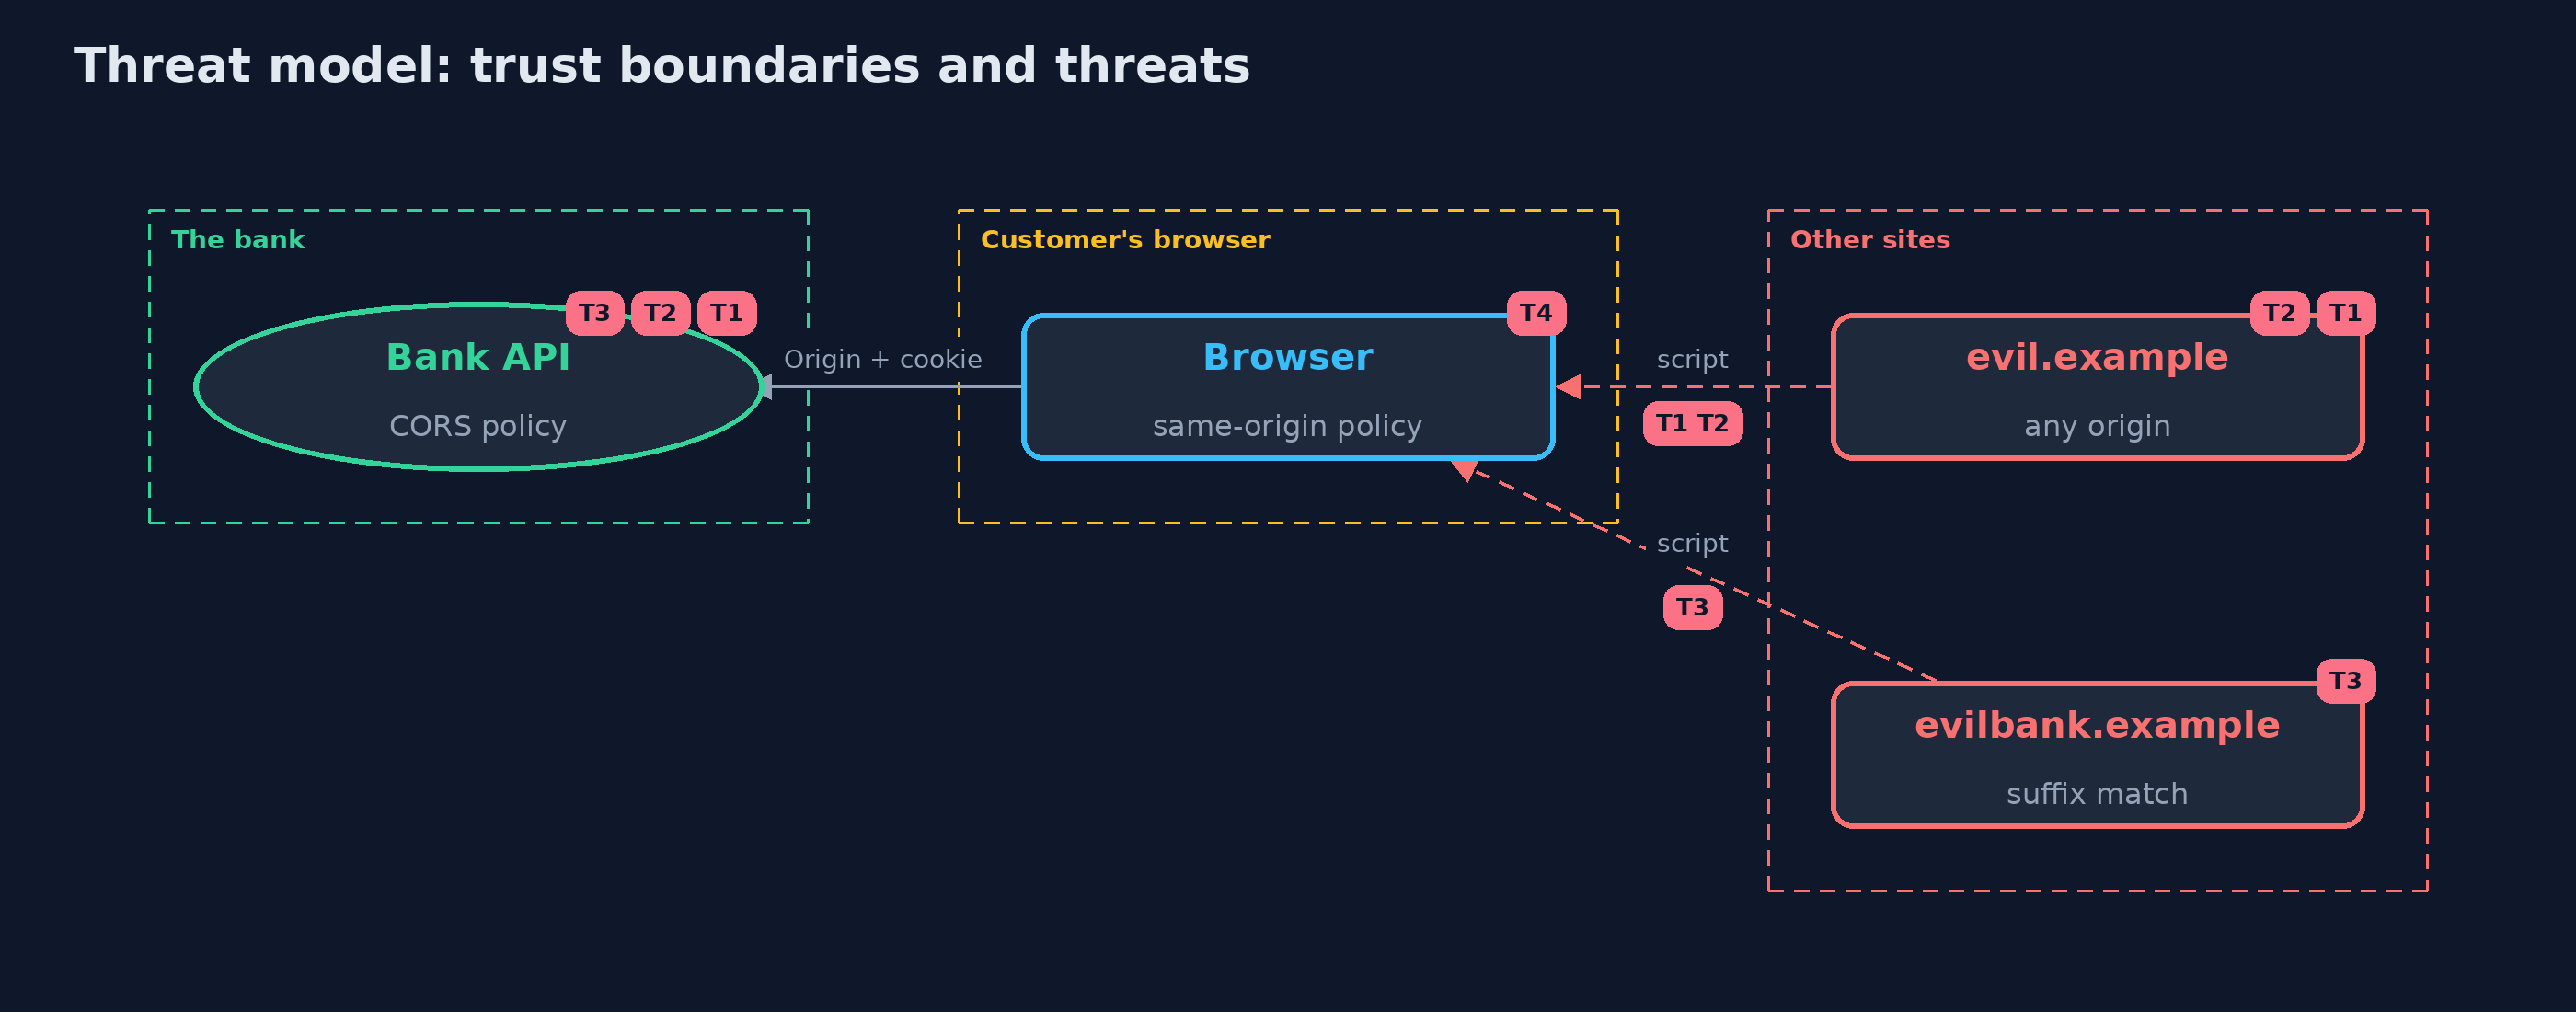 Threat model: trust boundaries and threats
The bank
T3 T2 T1
Bank API
CORS policy
Origin + cookie
Customer's browser
T4
Browser
same-origin policy
script
T1 T2
script
T3
Other sites
T2 T1
evil.example
any origin
T3
evilbank.example
suffix match